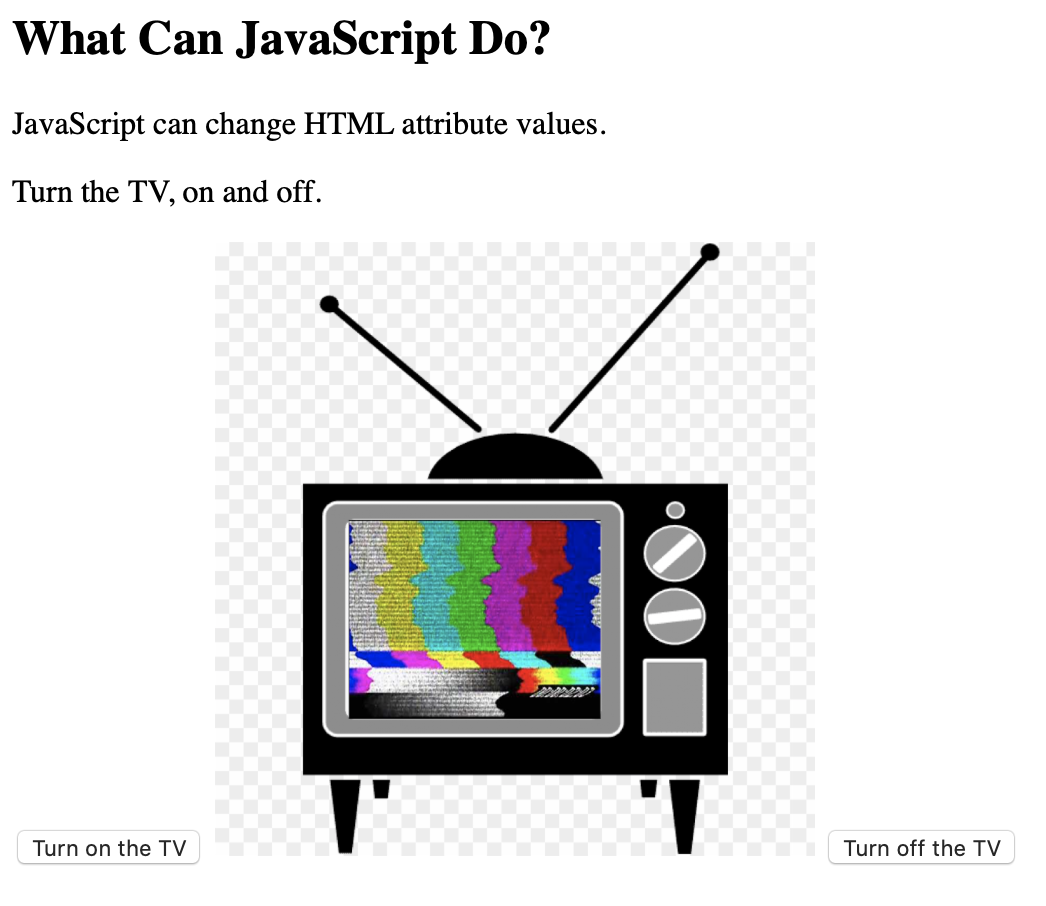 What Can JavaScript Do?
JavaScript can change HTML attribute values.
Turn the TV, on and off.
Turn on the TV
Turn off the TV